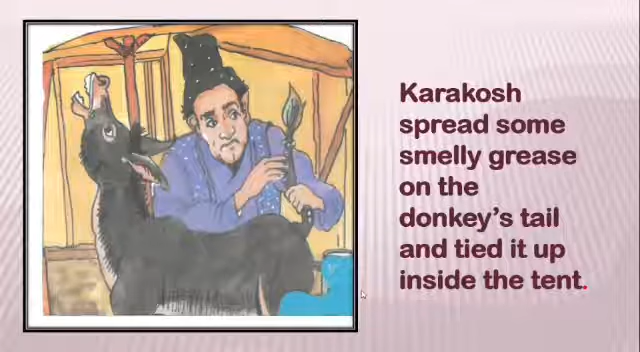 Karakosh
spread some
smelly grease
on the
donkey’s tail
and tied it up
inside the tent.